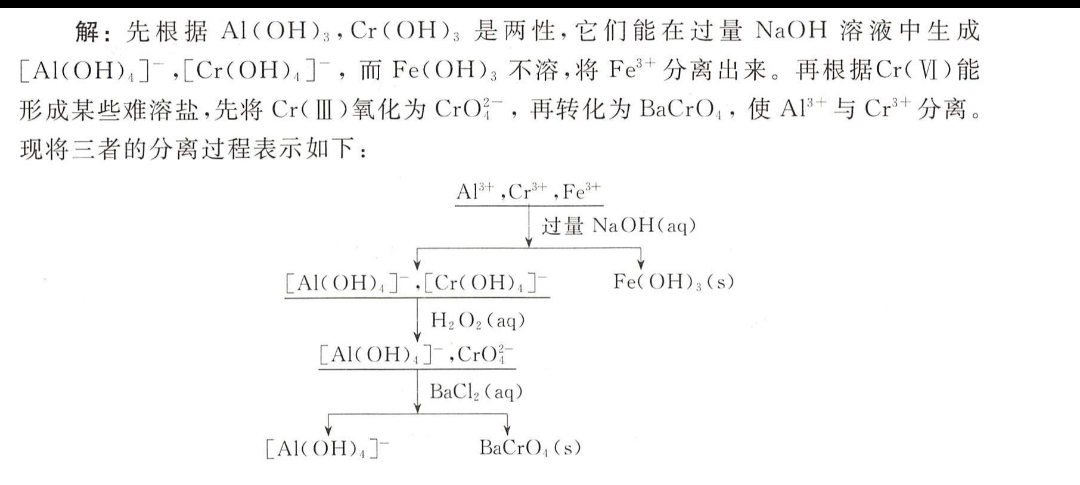 解：先根据 Al(OH)₃,Cr(OH)₃ 是两性,它们能在过量 NaOH 溶液中生成
[Al(OH)₄]⁻,[Cr(OH)₄]⁻，而 Fe(OH)₃ 不溶,将 Fe³⁺ 分离出来。再根据Cr(Ⅵ)能
形成某些难溶盐,先将 Cr(Ⅲ)氧化为 CrO₄²⁻，再转化为 BaCrO₄，使 Al³⁺ 与 Cr³⁺ 分离。
现将三者的分离过程表示如下：
Al³⁺,Cr³⁺,Fe³⁺
过量 NaOH(aq)
[Al(OH)₄]⁻,[Cr(OH)₄]⁻ Fe(OH)₃(s)
H₂O₂(aq)
[Al(OH)₄]⁻,CrO₄²⁻
BaCl₂(aq)
[Al(OH)₄]⁻ BaCrO₄(s)